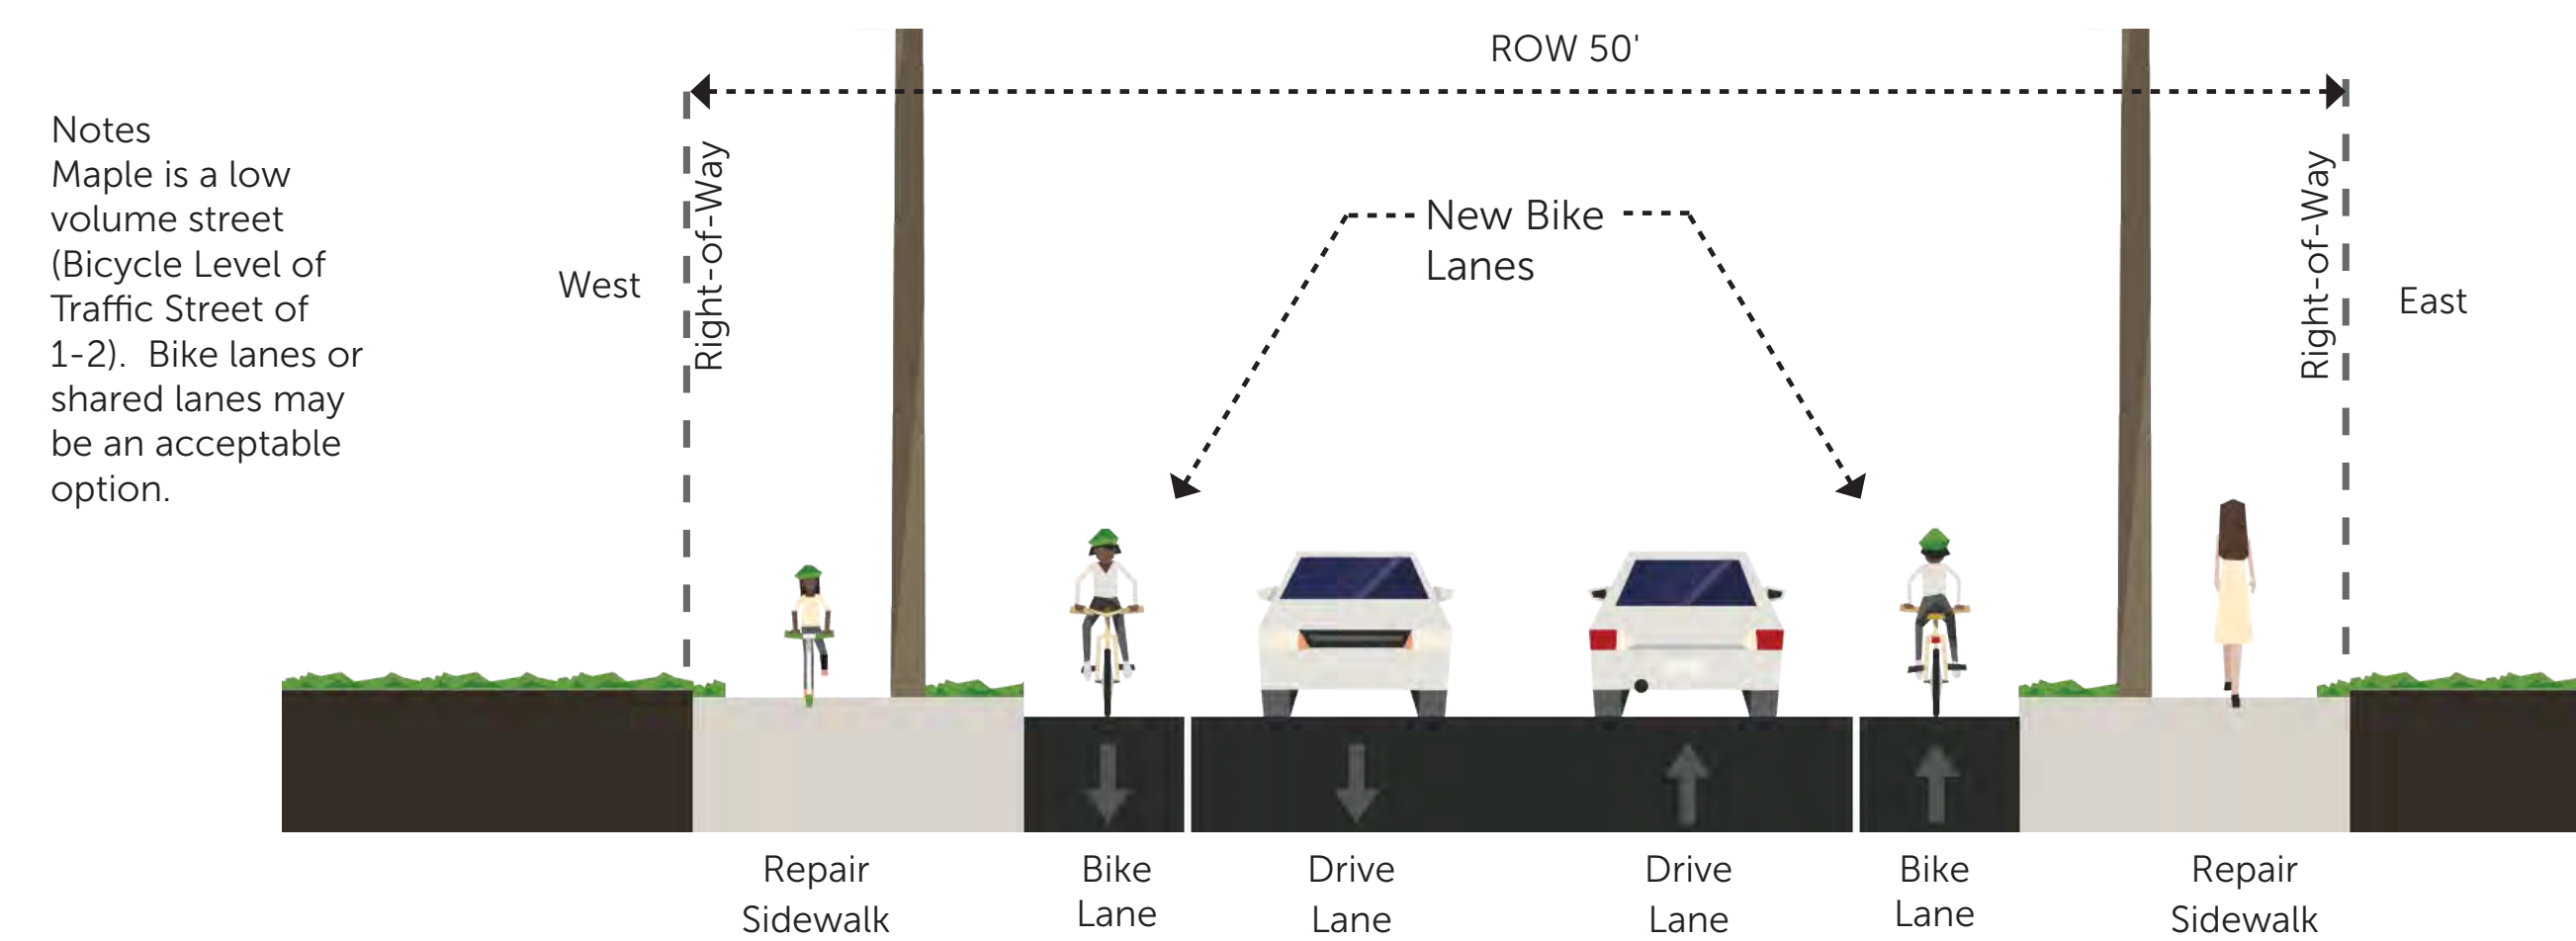 ROW 50'
Notes
Maple is a low
volume street
(Bicycle Level of
Traffic Street of
1-2).  Bike lanes or
shared lanes may
be an acceptable
option.
West
Right-of-Way
New Bike
Lanes
Right-of-Way
East
Repair
Sidewalk
Bike
Lane
Drive
Lane
Drive
Lane
Bike
Lane
Repair
Sidewalk